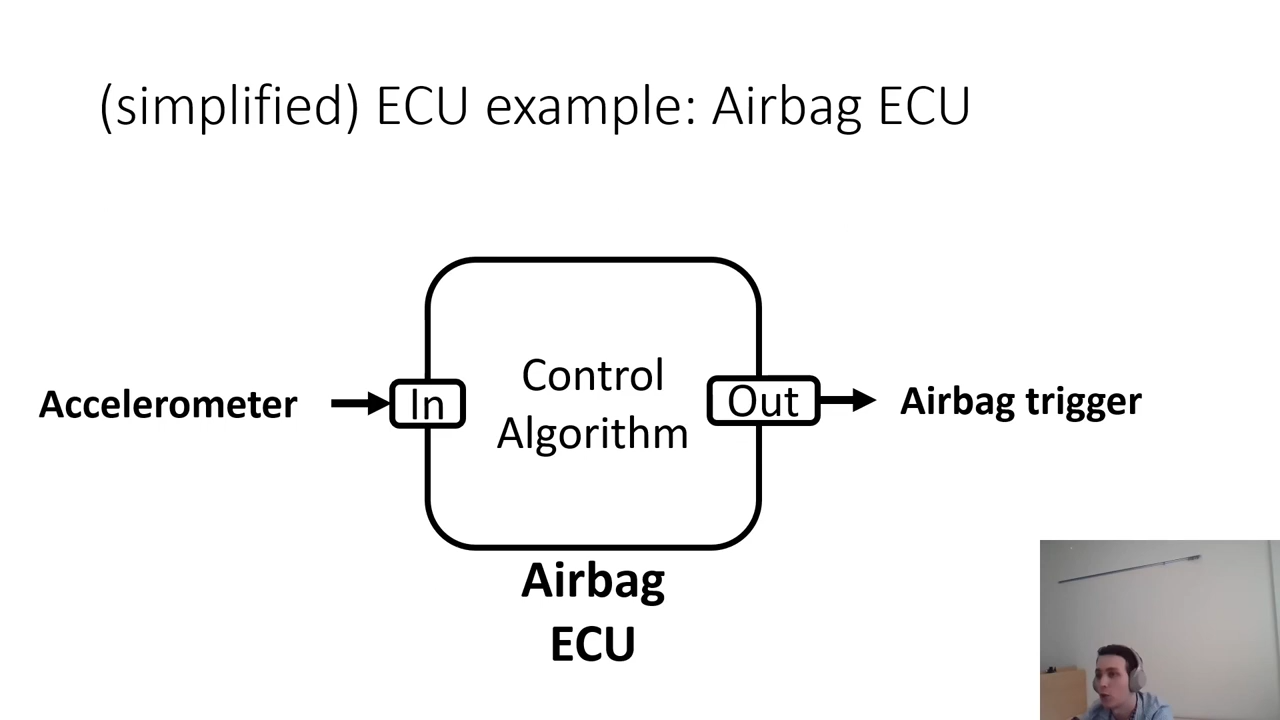 (simplified) ECU example: Airbag ECU
Accelerometer
In
Control
Algorithm
Out
Airbag trigger
Airbag
ECU